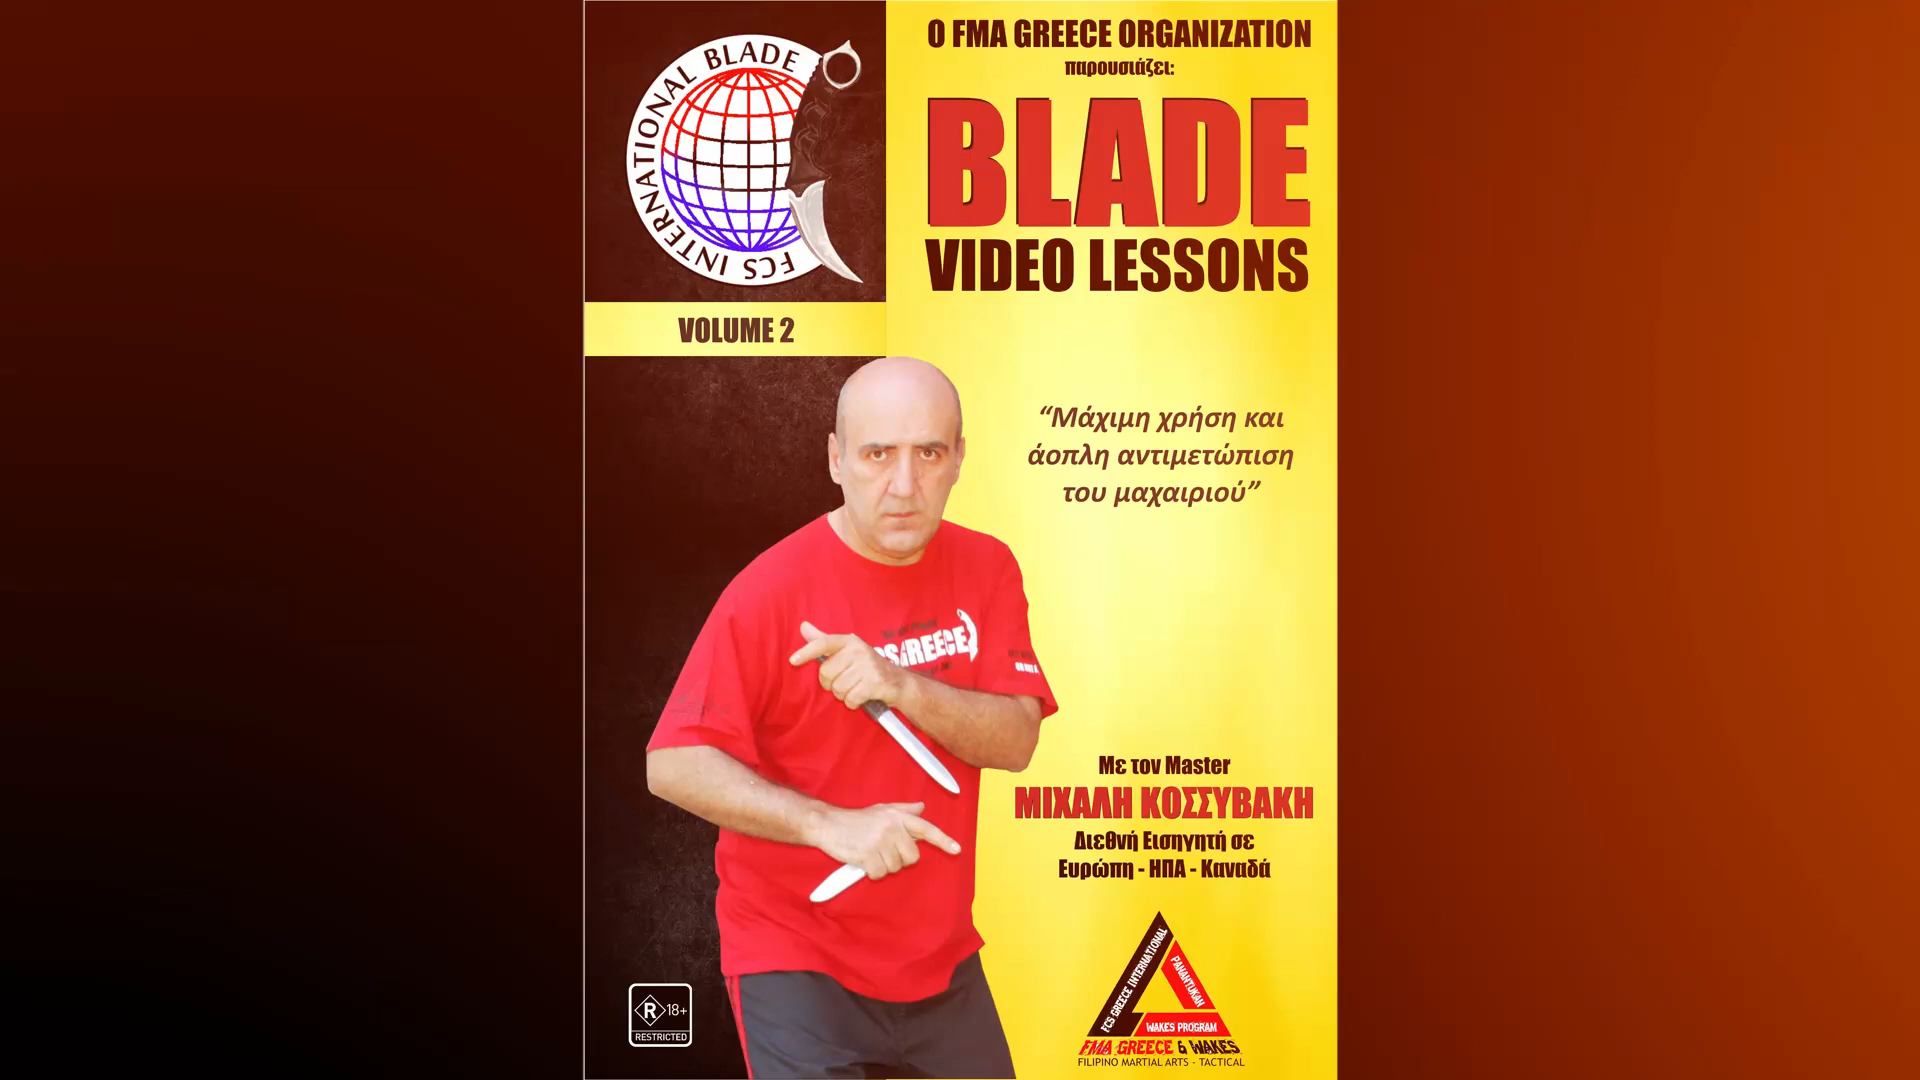 Ο FMA GREECE ORGANIZATION
παρουσιάζει:
BLADE
VIDEO LESSONS
FCS INTERNATIONAL BLADE
VOLUME 2
“Μάχιμη χρήση και
άοπλη αντιμετώπιση
του μαχαιριού”
GREECE
Με τον Master
ΜΙΧΑΛΗ ΚΟΣΣΥΒΑΚΗ
Διεθνή Εισηγητή σε
Ευρώπη - ΗΠΑ - Καναδά
FCS GREECE INTERNATIONAL
PANANTUKAN
WAKES PROGRAM
FMA GREECE & WAKES
FILIPINO MARTIAL ARTS - TACTICAL
R 18+
RESTRICTED